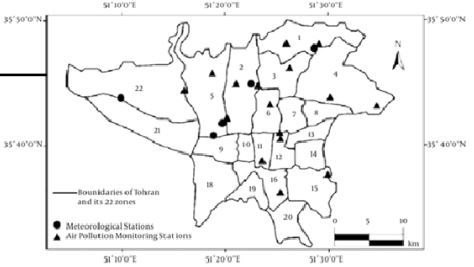 51°10'0"E 51°20'0"E 51°30'0"E
35°50'0"N 35°50'0"N
1
N
2
3
4
22
5
6
7
8
21
35°40'0"N 35°40'0"N
13
9 10 11
12 14
18 16
19 15
20
Boundaries of Tohran
and its 22 zones
Meteorological Stations
Air Pollution Monitoring Stations
0 5
10
km
51°10'0"E 51°20'0"E 51°30'0"E